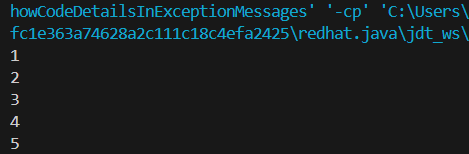 howCodeDetailsInExceptionMessages' '-cp' 'C:\Users\
fc1e363a74628a2c111c18c4efa2425\redhat.java\jdt_ws\
1
2
3
4
5